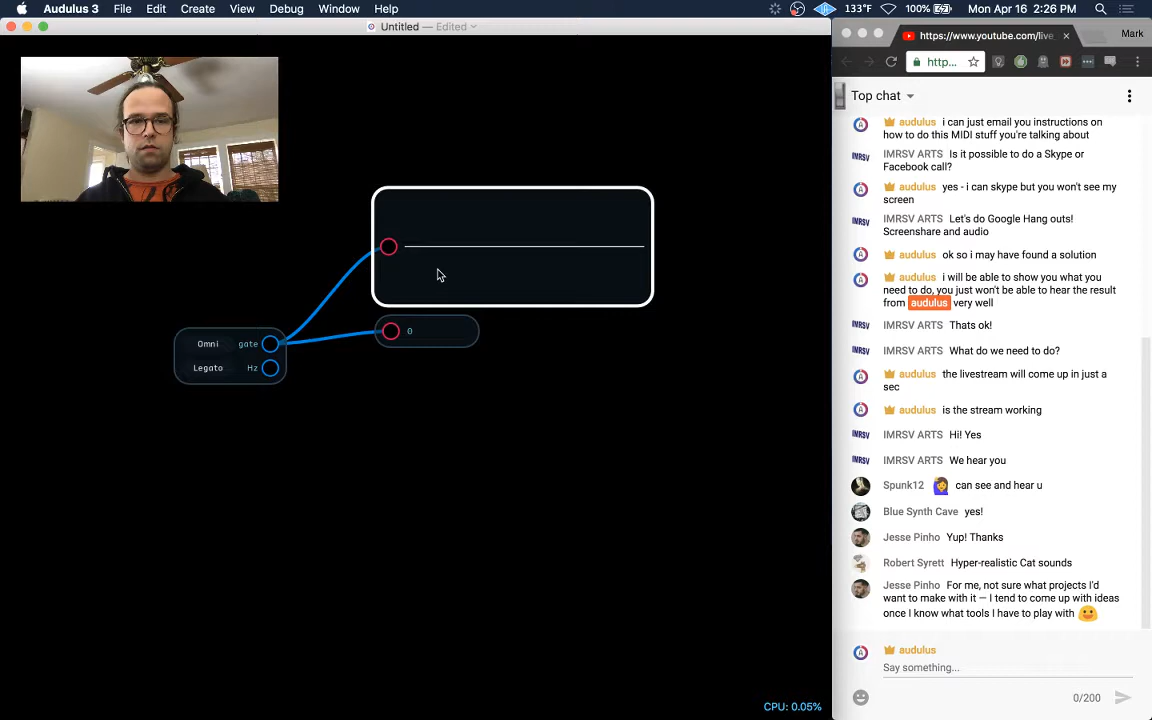 Audulus 3 File Edit Create View Debug Window Help 133°F 100% Mon Apr 16 2:26 PM
Untitled — Edited
https://www.youtube.com/live_ Mark
http...
Top chat
Omni gate
Legato Hz
0
audulus i can just email you instructions on
how to do this MIDI stuff you're talking about
IMRSV ARTS Is it possible to do a Skype or
Facebook call?
audulus yes - i can skype but you won't see my
screen
IMRSV ARTS Let's do Google Hang outs!
Screenshare and audio
audulus ok so i may have found a solution
audulus i will be able to show you what you
need to do, you just won't be able to hear the result
from audulus very well
IMRSV ARTS Thats ok!
IMRSV ARTS What do we need to do?
audulus the livestream will come up in just a
sec
audulus is the stream working
IMRSV ARTS Hi! Yes
IMRSV ARTS We hear you
Spunk12 can see and hear u
Blue Synth Cave yes!
Jesse Pinho Yup! Thanks
Robert Syrett Hyper-realistic Cat sounds
Jesse Pinho For me, not sure what projects I'd
want to make with it — I tend to come up with ideas
once I know what tools I have to play with
audulus
Say something...
0/200
CPU: 0.05%